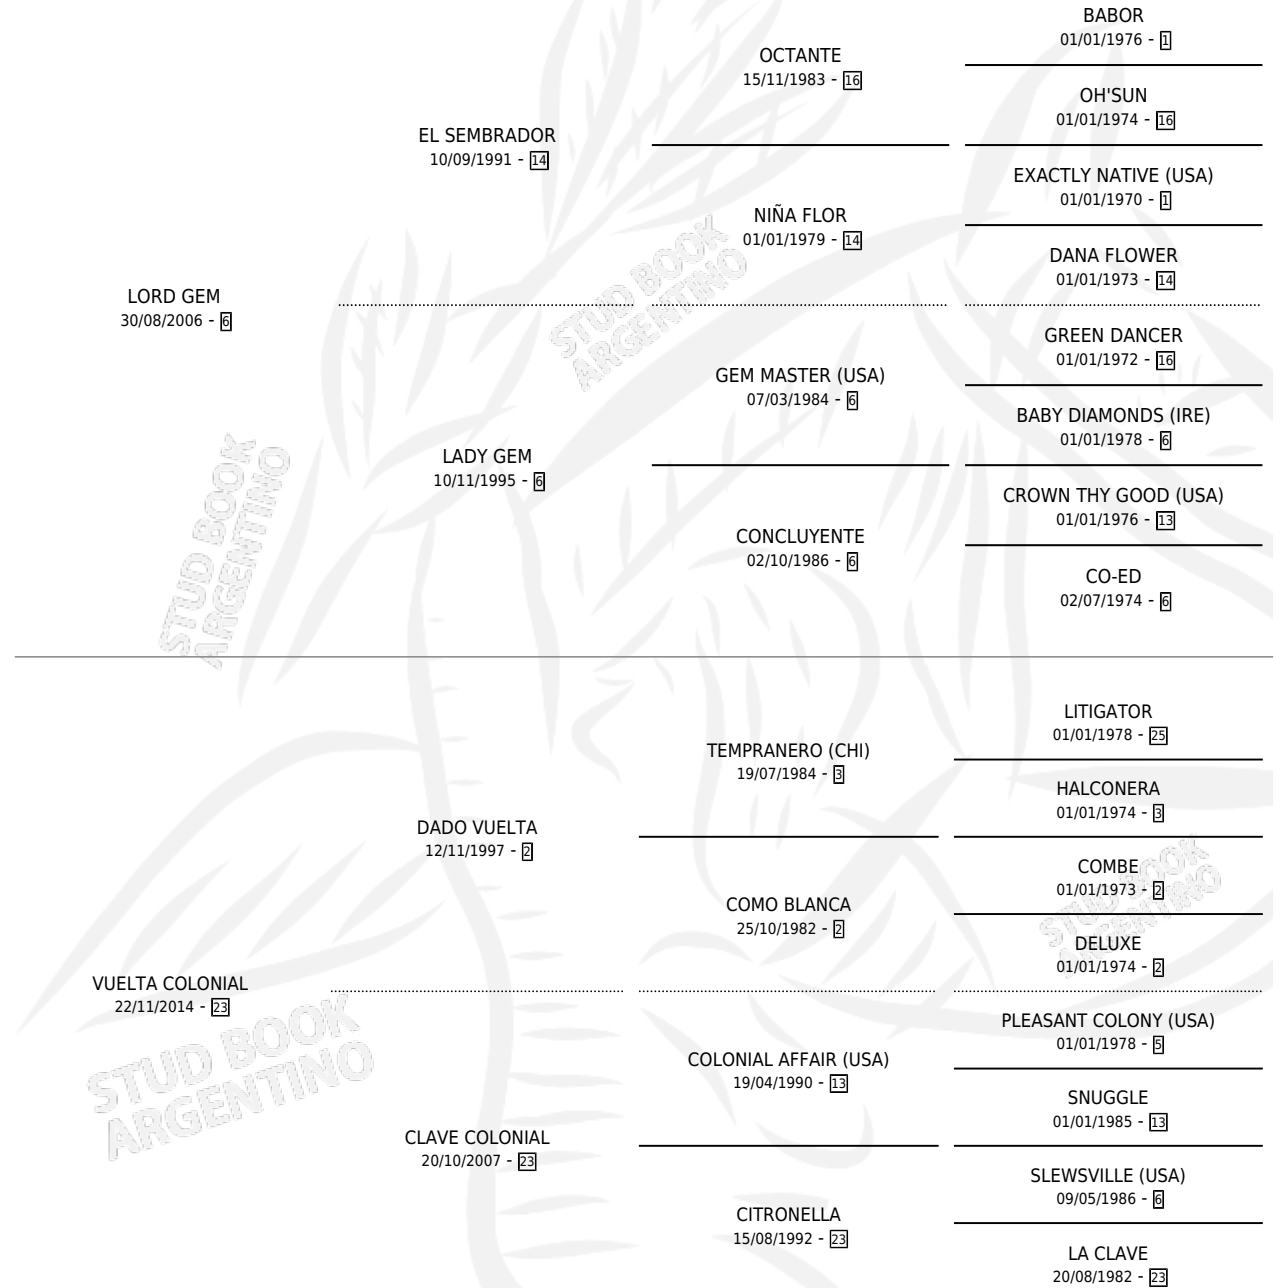 BABOR
01/01/1976 - 1
OCTANTE
15/11/1983 - 16
OH'SUN
01/01/1974 - 16
EL SEMBRADOR
10/09/1991 - 14
EXACTLY NATIVE (USA)
01/01/1970 - 1
NIÑA FLOR
01/01/1979 - 14
DANA FLOWER
01/01/1973 - 14
LORD GEM
30/08/2006 - 6
STUD BOOK
ARGENTINO
GREEN DANCER
01/01/1972 - 16
GEM MASTER (USA)
07/03/1984 - 6
BABY DIAMONDS (IRE)
01/01/1978 - 6
LADY GEM
10/11/1995 - 6
CROWN THY GOOD (USA)
01/01/1976 - 13
CONCLUYENTE
02/10/1986 - 6
CO-ED
02/07/1974 - 6
STUD BOOK
ARGENTINO
LITIGATOR
01/01/1978 - 25
TEMPRANERO (CHI)
19/07/1984 - 3
HALCONERA
01/01/1974 - 3
DADO VUELTA
12/11/1997 - 2
COMBE
01/01/1973 - 2
COMO BLANCA
25/10/1982 - 2
DELUXE
01/01/1974 - 2
STUD BOOK
ARGENTINO
VUELTA COLONIAL
22/11/2014 - 23
PLEASANT COLONY (USA)
01/01/1978 - 5
COLONIAL AFFAIR (USA)
19/04/1990 - 13
SNUGGLE
01/01/1985 - 13
STUD BOOK
ARGENTINO
CLAVE COLONIAL
20/10/2007 - 23
SLEWSVILLE (USA)
09/05/1986 - 6
CITRONELLA
15/08/1992 - 23
LA CLAVE
20/08/1982 - 23